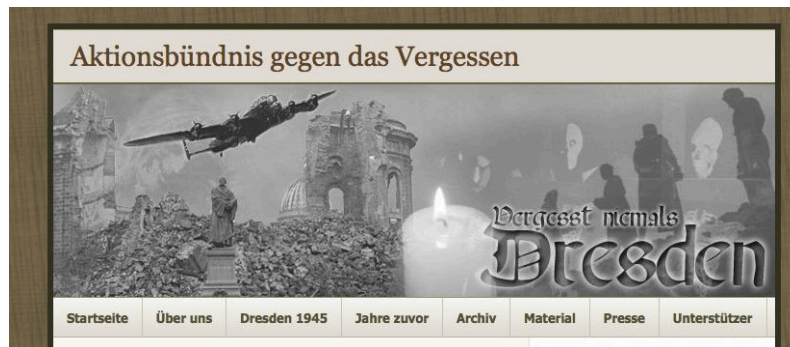 Aktionsbündnis gegen das Vergessen
Vergesst niemals
Dresden
Startseite Über uns Dresden 1945 Jahre zuvor Archiv Material Presse Unterstützer